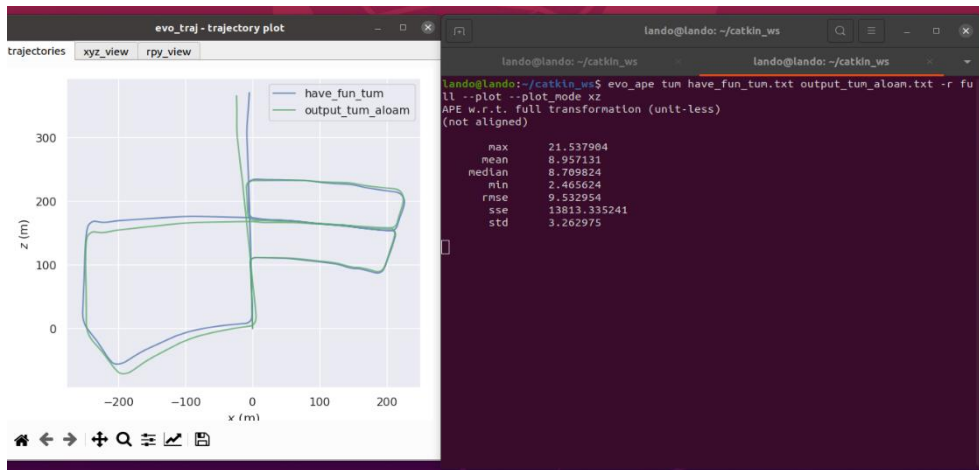 evo_traj - trajectory plot
trajectories xyz_view rpy_view
have_fun_tum
output_tum_aloam
300
200
100
0
z (m)
−200 −100 0 100 200
x (m)
lando@lando: ~/catkin_ws
lando@lando: ~/catkin_ws
lando@lando: ~/catkin_ws
lando@lando:~/catkin_ws$ evo_ape tum have_fun_tum.txt output_tum_aloam.txt -r fu
ll --plot --plot_mode xz
APE w.r.t. full transformation (unit-less)
(not aligned)
max 21.537904
mean 8.957131
median 8.709824
min 2.465624
rmse 9.532954
sse 13813.335241
std 3.262975